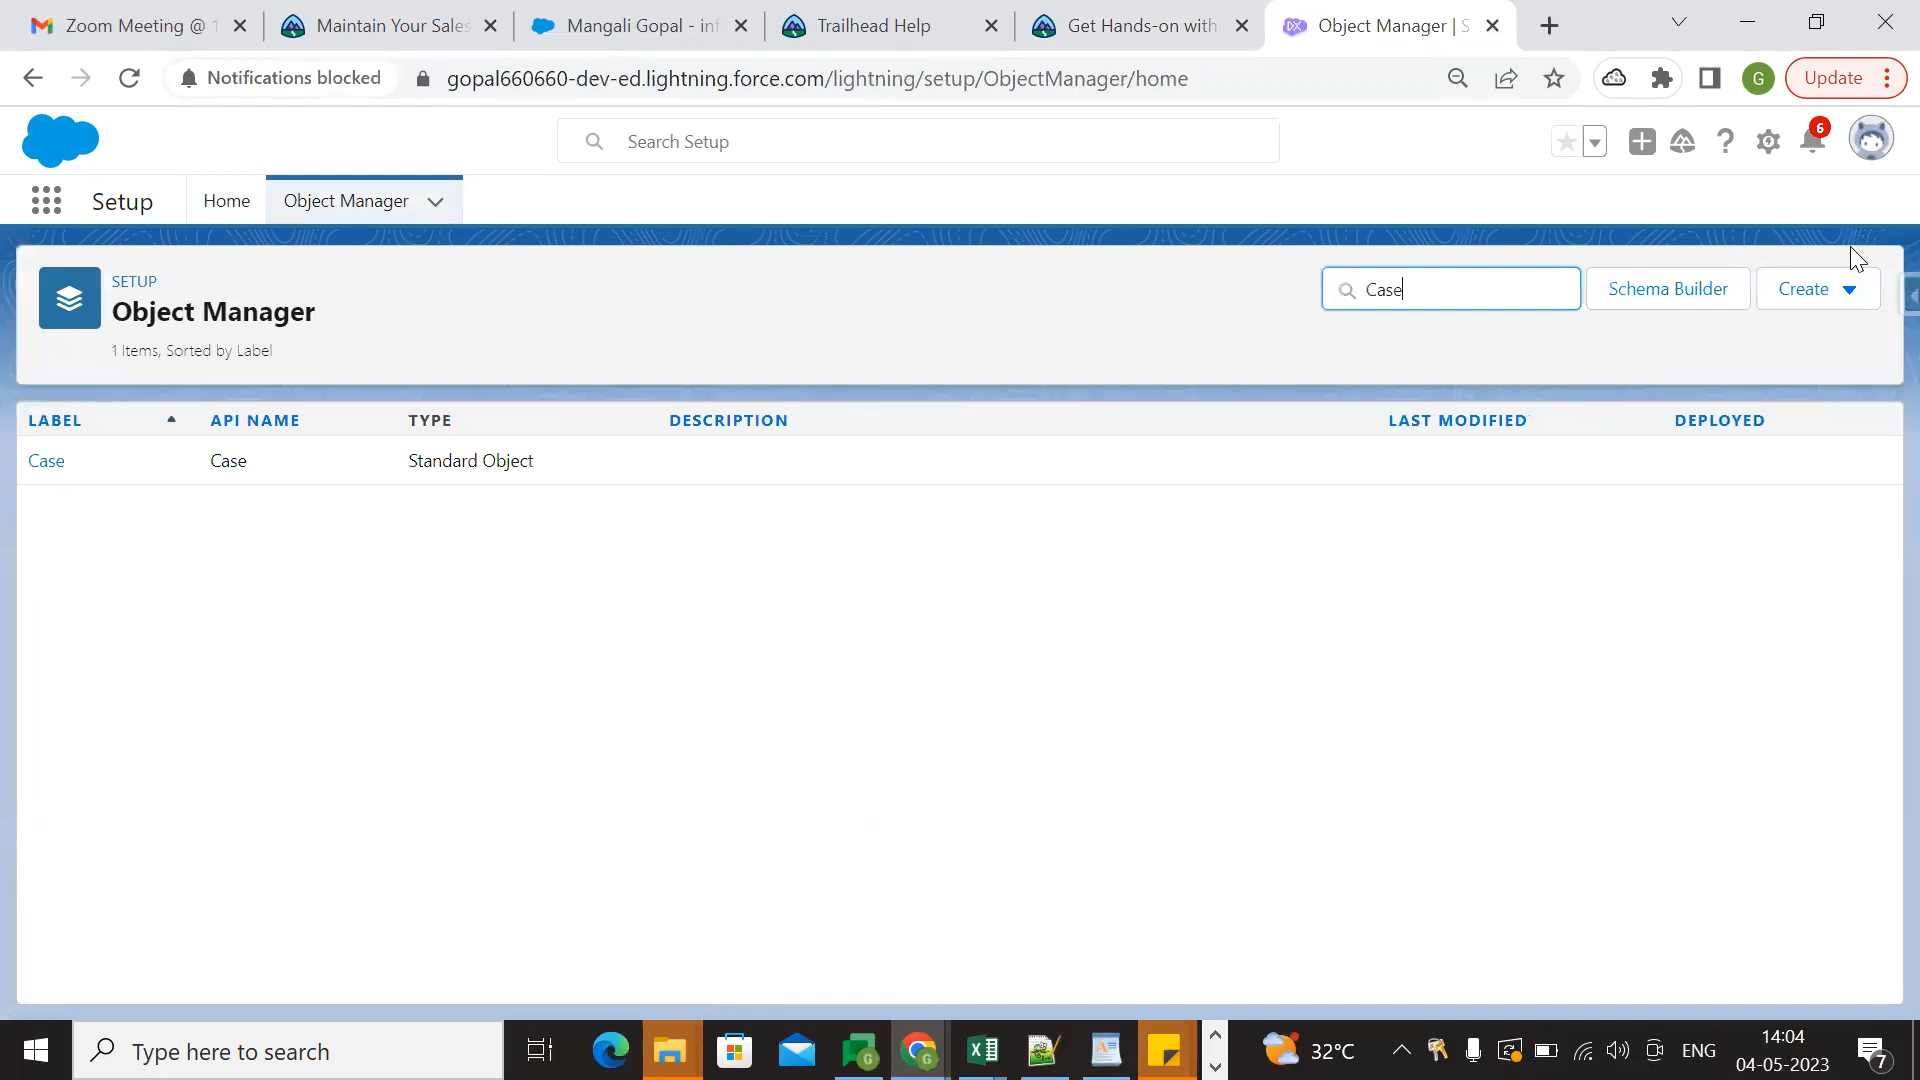 Zoom Meeting @ 1
Maintain Your Sales
Mangali Gopal - inf
Trailhead Help
Get Hands-on with
Object Manager | S
Notifications blocked
gopal660660-dev-ed.lightning.force.com/lightning/setup/ObjectManager/home
G
Update
Search Setup
6
Setup
Home
Object Manager
SETUP
Object Manager
1 Items, Sorted by Label
Case
Schema Builder
Create
LABEL API NAME TYPE DESCRIPTION LAST MODIFIED DEPLOYED
Case Case Standard Object
Type here to search
32°C
ENG
14:04
04-05-2023
7